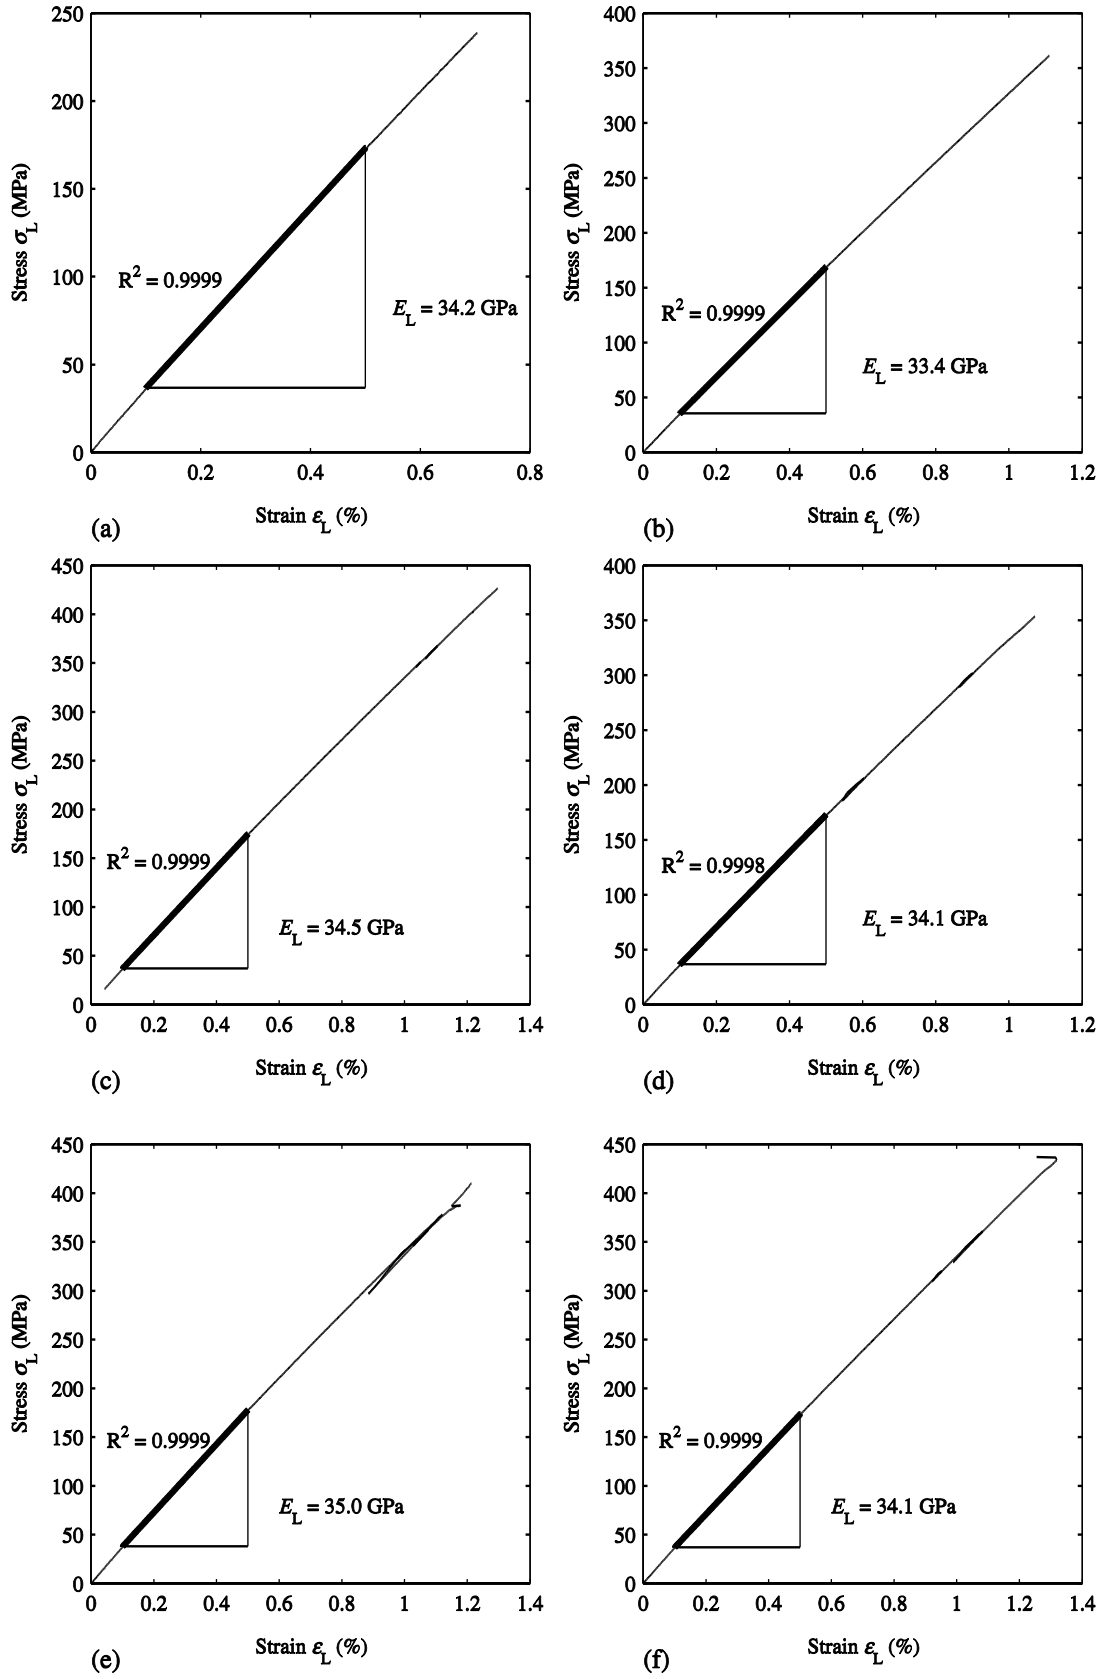 250
200
150
100
50
0
Stress σL (MPa)
R2 = 0.9999
EL = 34.2 GPa
0 0.2 0.4 0.6 0.8
Strain εL (%)
(a)
400
350
300
250
200
150
100
50
0
Stress σL (MPa)
R2 = 0.9999
EL = 33.4 GPa
0 0.2 0.4 0.6 0.8 1 1.2
Strain εL (%)
(b)
450
400
350
300
250
200
150
100
50
0
Stress σL (MPa)
R2 = 0.9999
EL = 34.5 GPa
0 0.2 0.4 0.6 0.8 1 1.2 1.4
Strain εL (%)
(c)
400
350
300
250
200
150
100
50
0
Stress σL (MPa)
R2 = 0.9998
EL = 34.1 GPa
0 0.2 0.4 0.6 0.8 1 1.2
Strain εL (%)
(d)
450
400
350
300
250
200
150
100
50
0
Stress σL (MPa)
R2 = 0.9999
EL = 35.0 GPa
0 0.2 0.4 0.6 0.8 1 1.2 1.4
Strain εL (%)
(e)
450
400
350
300
250
200
150
100
50
0
Stress σL (MPa)
R2 = 0.9999
EL = 34.1 GPa
0 0.2 0.4 0.6 0.8 1 1.2 1.4
Strain εL (%)
(f)